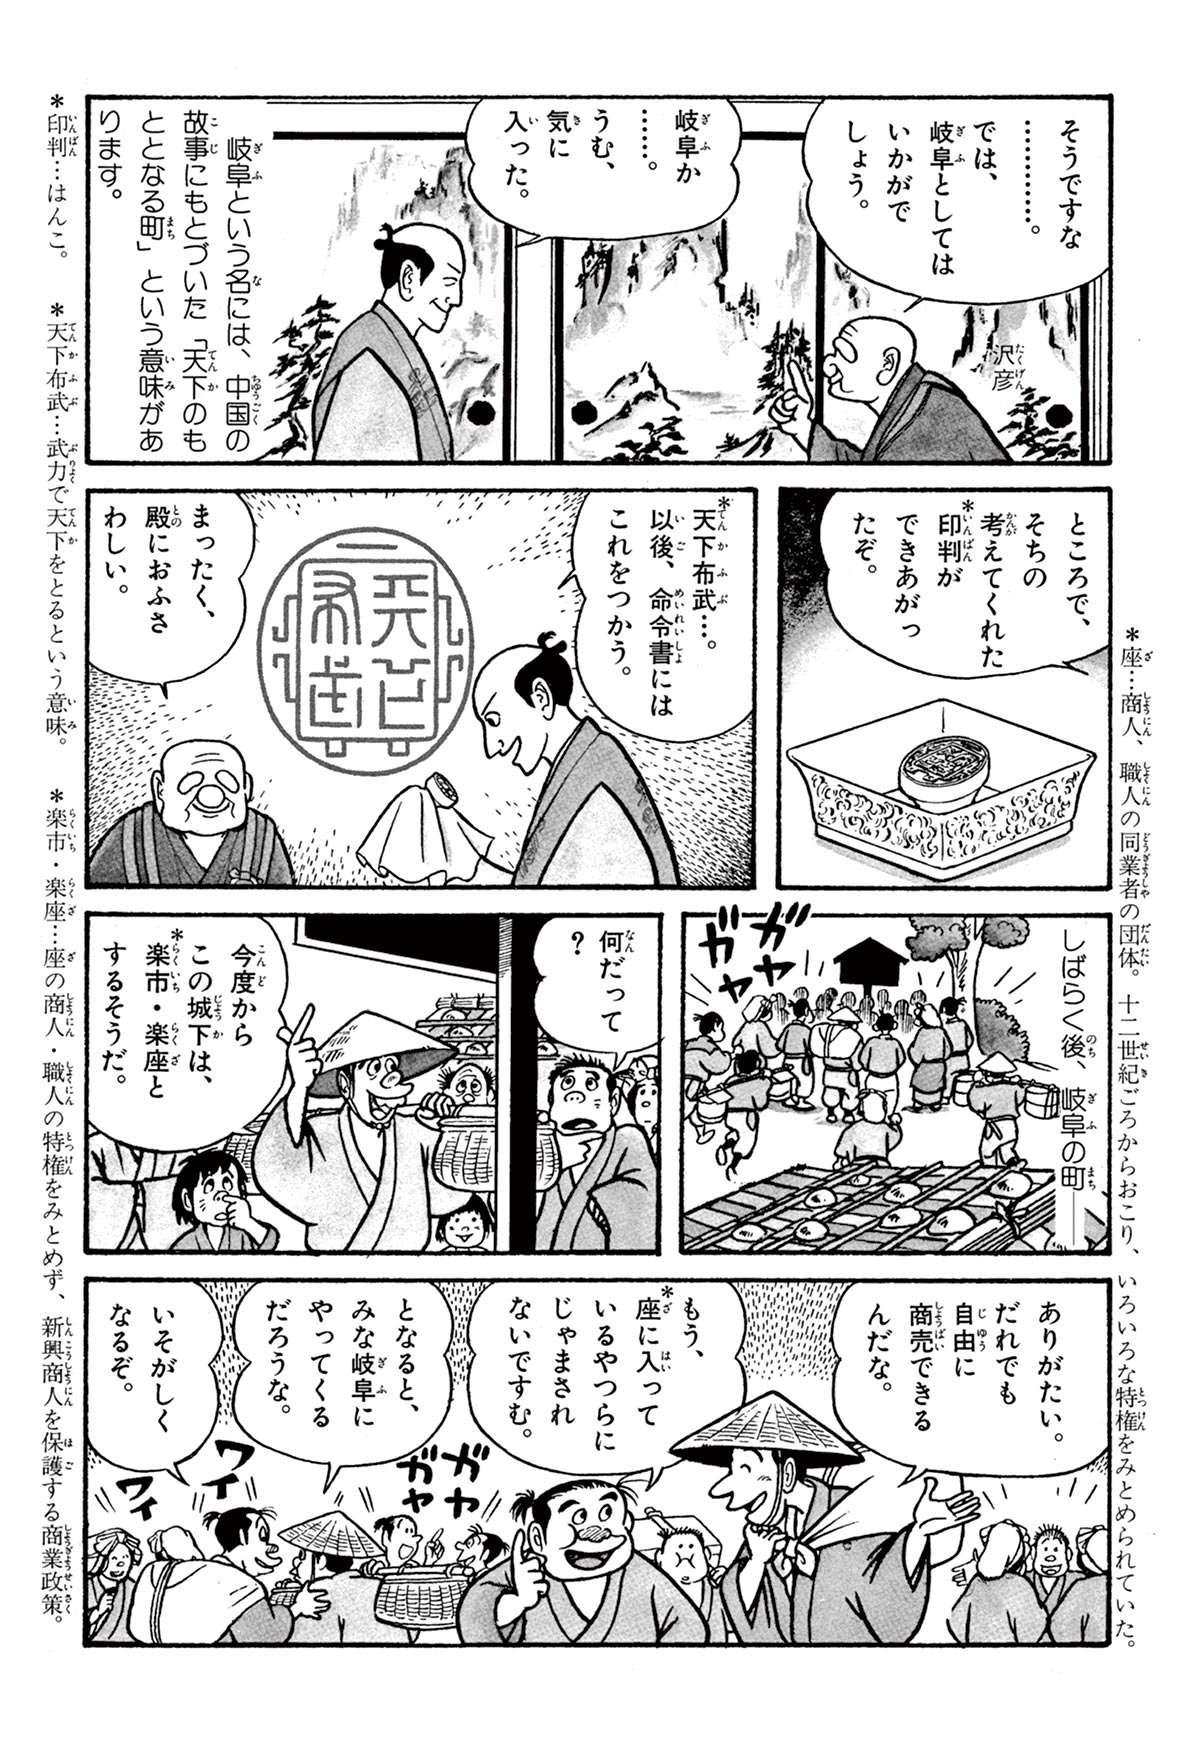 そうですな
…………。
では、
岐阜としては
いかがで
しょう。
沢彦
岐阜か
……。
うむ、
気に
入った。
岐阜という名には、中国の
故事にもとづいた「天下のも
ととなる町」という意味があ
ります。
ところで、
そちの
考えてくれた
*印判が
できあがっ
たぞ。
*天下布武…。
以後、命令書には
これをつかう。
天下布武
まったく、
殿におふさ
わしい。
しばらく後、岐阜の町――
ガヤ
ガヤ
何だって
?
今度から
この城下は、
*楽市・楽座と
するそうだ。
ありがたい。
だれでも
自由に
商売できる
んだな。
もう、
*座に入って
いるやつらに
じゃまされ
ないですむ。
となると、
みな岐阜に
やってくる
だろうな。
いそがしく
なるぞ。
ガヤ
ガヤ
ワイ
ワイ
*座…商人、職人の同業者の団体。十二世紀ごろからおこり、いろいろな特権をみとめられていた。
*印判…はんこ。
*天下布武…武力で天下をとるという意味。
*楽市・楽座…座の商人・職人の特権をみとめず、新興商人を保護する商業政策。